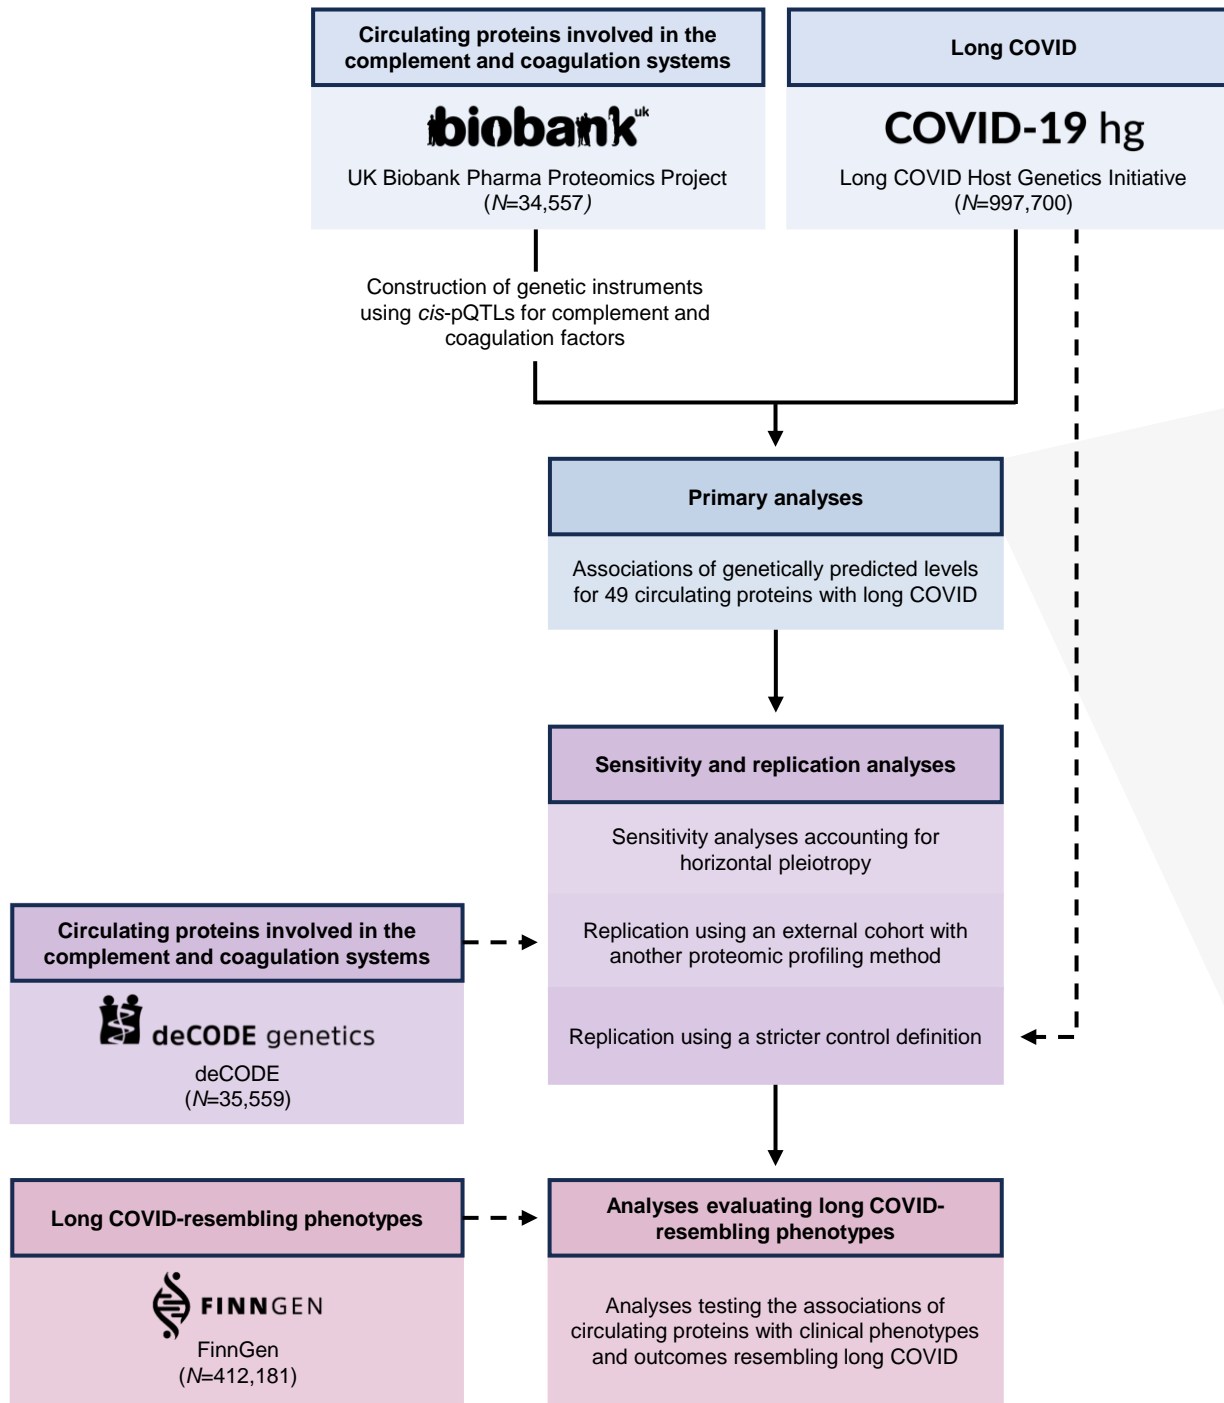 Circulating proteins involved in the
complement and coagulation systems
biobank uk
UK Biobank Pharma Proteomics Project
(N=34,557)
Long COVID
COVID-19 hg
Long COVID Host Genetics Initiative
(N=997,700)
Construction of genetic instruments
using cis-pQTLs for complement and
coagulation factors
Primary analyses
Associations of genetically predicted levels
for 49 circulating proteins with long COVID
Sensitivity and replication analyses
Sensitivity analyses accounting for
horizontal pleiotropy
Replication using an external cohort with
another proteomic profiling method
Replication using a stricter control definition
Circulating proteins involved in the
complement and coagulation systems
deCODE genetics
deCODE
(N=35,559)
Long COVID-resembling phenotypes
FINNGEN
FinnGen
(N=412,181)
Analyses evaluating long COVID-
resembling phenotypes
Analyses testing the associations of
circulating proteins with clinical phenotypes
and outcomes resembling long COVID